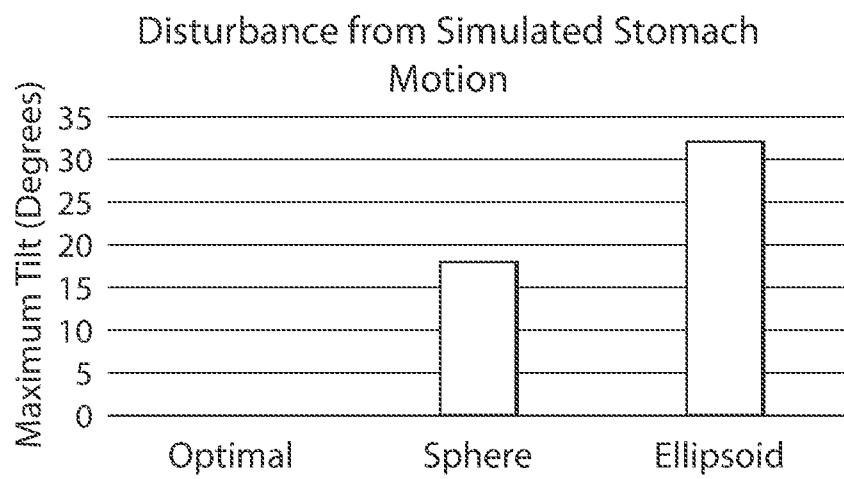 Disturbance from Simulated Stomach
Motion
Maximum Tilt (Degrees)
35
30
25
20
15
10
5
0
Optimal
Sphere
Ellipsoid